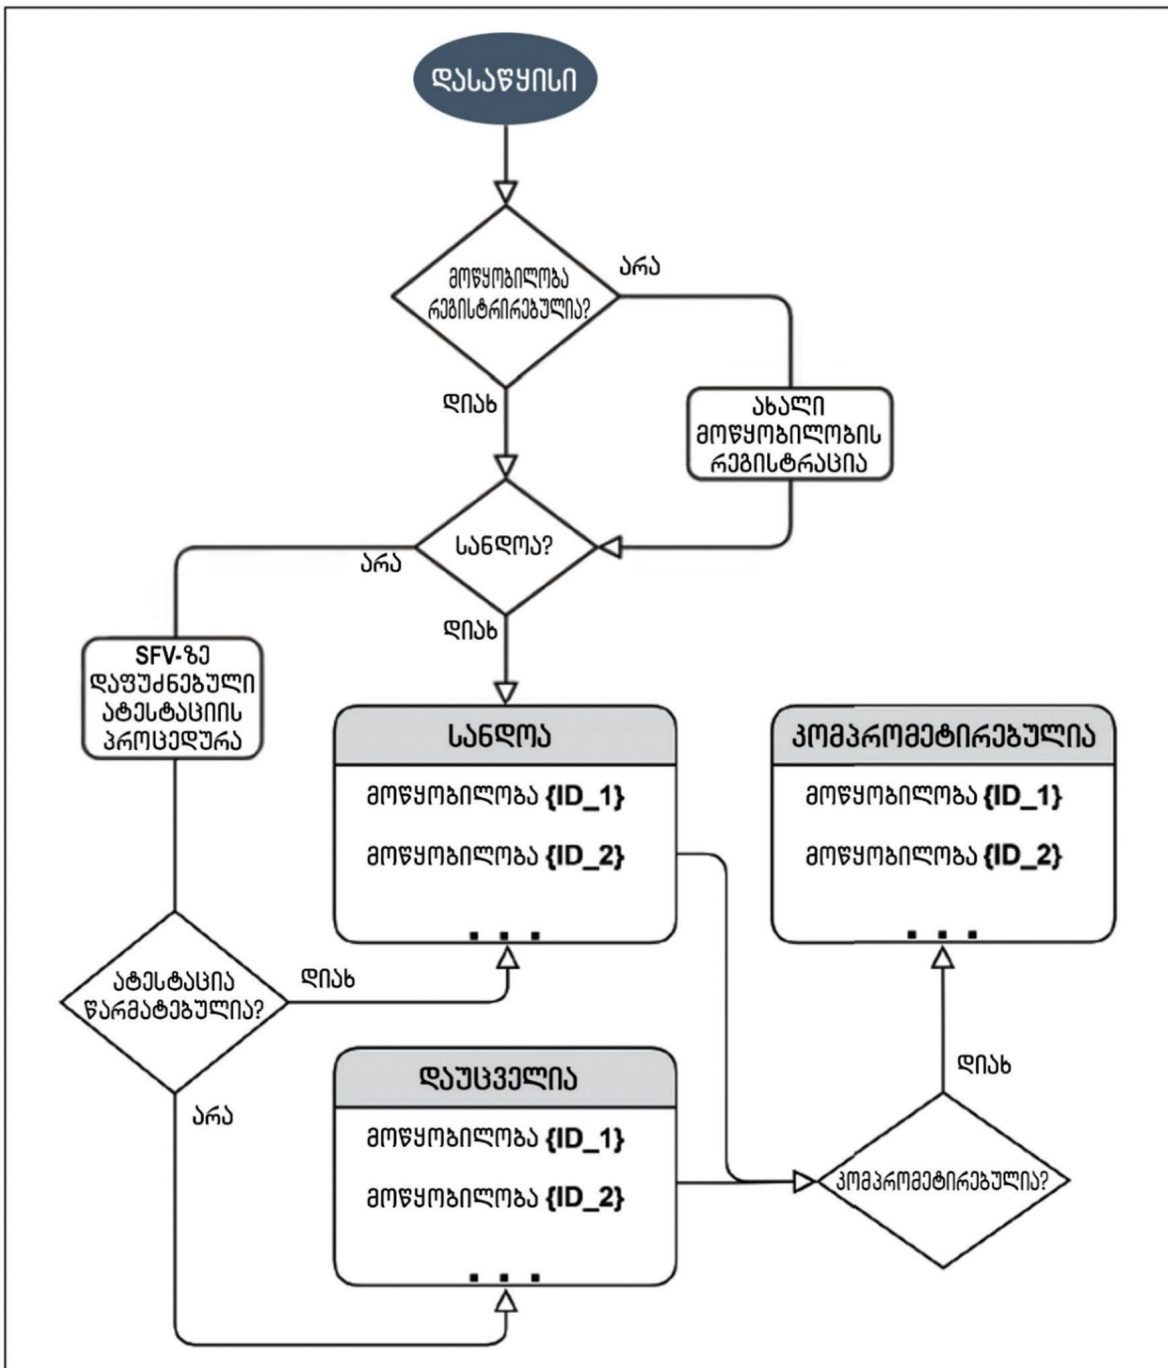 დასაწყისი
მოწყობილობა
რეგისტრირებულია?
არა
დიახ
ახალი
მოწყობილობის
რეგისტრაცია
სანდოა?
არა
დიახ
SFV-ზე
დაფუძნებული
ატესტაციის
პროცედურა
სანდოა
მოწყობილობა {ID_1}
მოწყობილობა {ID_2}
. . .
კომპრომეტირებულია
მოწყობილობა {ID_1}
მოწყობილობა {ID_2}
. . .
ატესტაცია
წარმატებულია?
დიახ
არა
დაუცველია
მოწყობილობა {ID_1}
მოწყობილობა {ID_2}
. . .
დიახ
კომპრომეტირებულია?